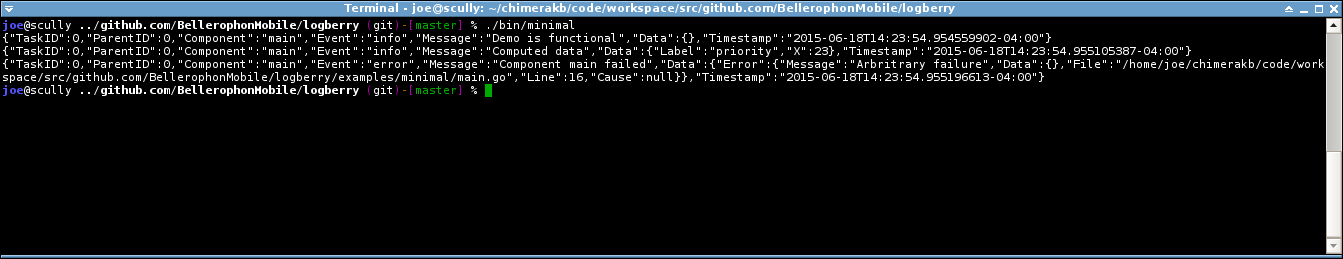 Terminal - joe@scully: ~/chimerakb/code/workspace/src/github.com/BellerophonMobile/logberry
joe@scully ../github.com/BellerophonMobile/logberry (git)-[master] % ./bin/minimal
{"TaskID":0,"ParentID":0,"Component":"main","Event":"info","Message":"Demo is functional","Data":{},"Timestamp":"2015-06-18T14:23:54.954559902-04:00"}
{"TaskID":0,"ParentID":0,"Component":"main","Event":"info","Message":"Computed data","Data":{"Label":"priority","X":23},"Timestamp":"2015-06-18T14:23:54.955105387-04:00"}
{"TaskID":0,"ParentID":0,"Component":"main","Event":"error","Message":"Component main failed","Data":{"Error":{"Message":"Arbritrary failure","Data":{},"File":"/home/joe/chimerakb/code/work
space/src/github.com/BellerophonMobile/logberry/examples/minimal/main.go","Line":16,"Cause":null}},"Timestamp":"2015-06-18T14:23:54.955196613-04:00"}
joe@scully ../github.com/BellerophonMobile/logberry (git)-[master] %